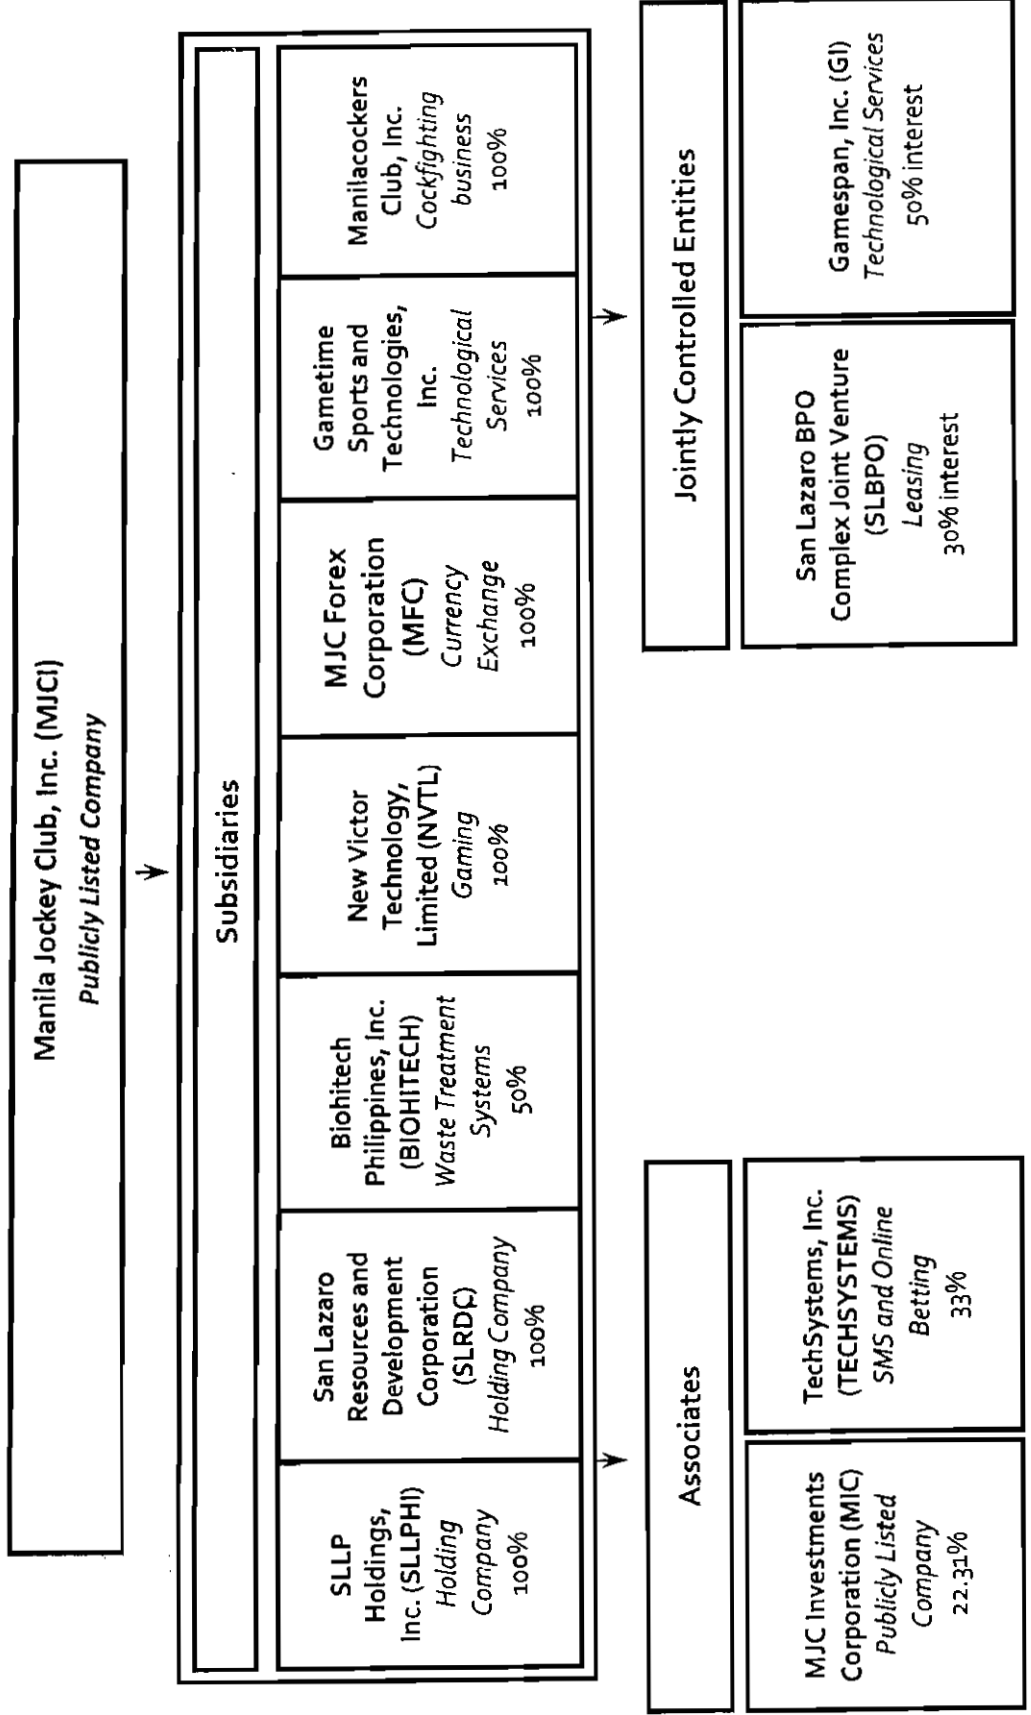 Manila Jockey Club, Inc. (MJCI)
Publicly Listed Company
Subsidiaries
SLLP
Holdings,
Inc. (SLLPHI)
Holding
Company
100%
San Lazaro
Resources and
Development
Corporation
(SLRDC)
Holding Company
100%
Biohitech
Philippines, Inc.
(BIOHITECH)
Waste Treatment
Systems
50%
New Victor
Technology,
Limited (NVTL)
Gaming
100%
MJC Forex
Corporation
(MFC)
Currency
Exchange
100%
Gametime
Sports and
Technologies,
Inc.
Technological
Services
100%
Manilacockers
Club, Inc.
Cockfighting
business
100%
Associates
MJC Investments
Corporation (MIC)
Publicly Listed
Company
22.31%
TechSystems, Inc.
(TECHSYSTEMS)
SMS and Online
Betting
33%
Jointly Controlled Entities
San Lazaro BPO
Complex Joint Venture
(SLBPO)
Leasing
30% interest
Gamespan, Inc. (GI)
Technological Services
50% interest